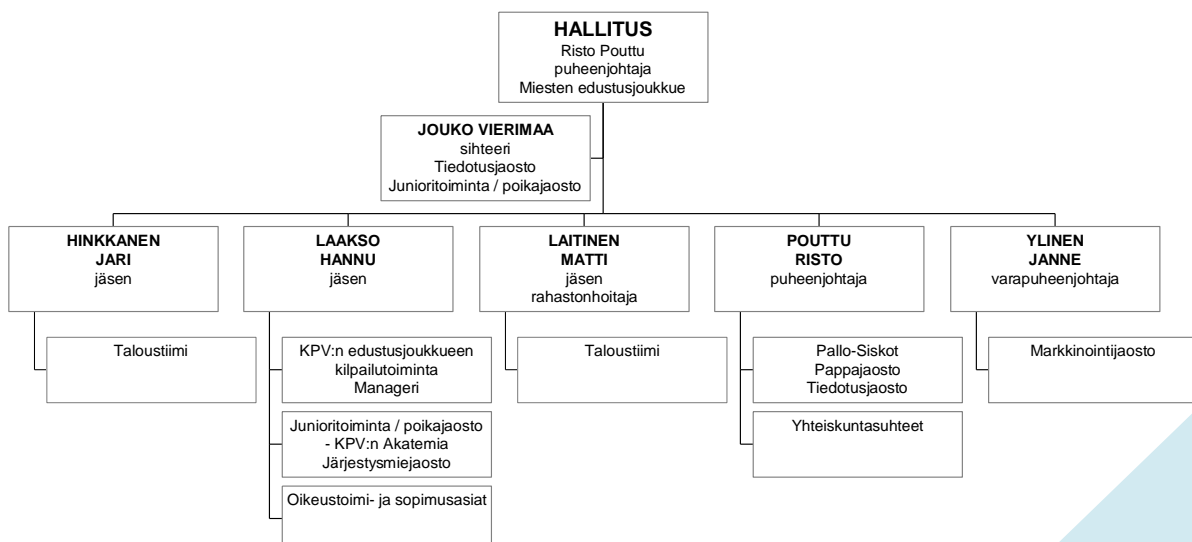 HALLITUS
Risto Pouttu
puheenjohtaja
Miesten edustusjoukkue
JOUKO VIERIMAA
sihteeri
Tiedotusjaosto
Junioritoiminta / poikajaosto
HINKKANEN
JARI
jäsen
Taloustiimi
LAAKSO
HANNU
jäsen
KPV:n edustusjoukkueen
kilpailutoiminta
Manageri
Junioritoiminta / poikajaosto
- KPV:n Akatemia
Järjestysmiejaosto
Oikeustoimi- ja sopimusasiat
LAITINEN
MATTI
jäsen
rahastonhoitaja
Taloustiimi
POUTTU
RISTO
puheenjohtaja
Pallo-Siskot
Pappajaosto
Tiedotusjaosto
Yhteiskuntasuhteet
YLINEN
JANNE
varapuheenjohtaja
Markkinointijaosto